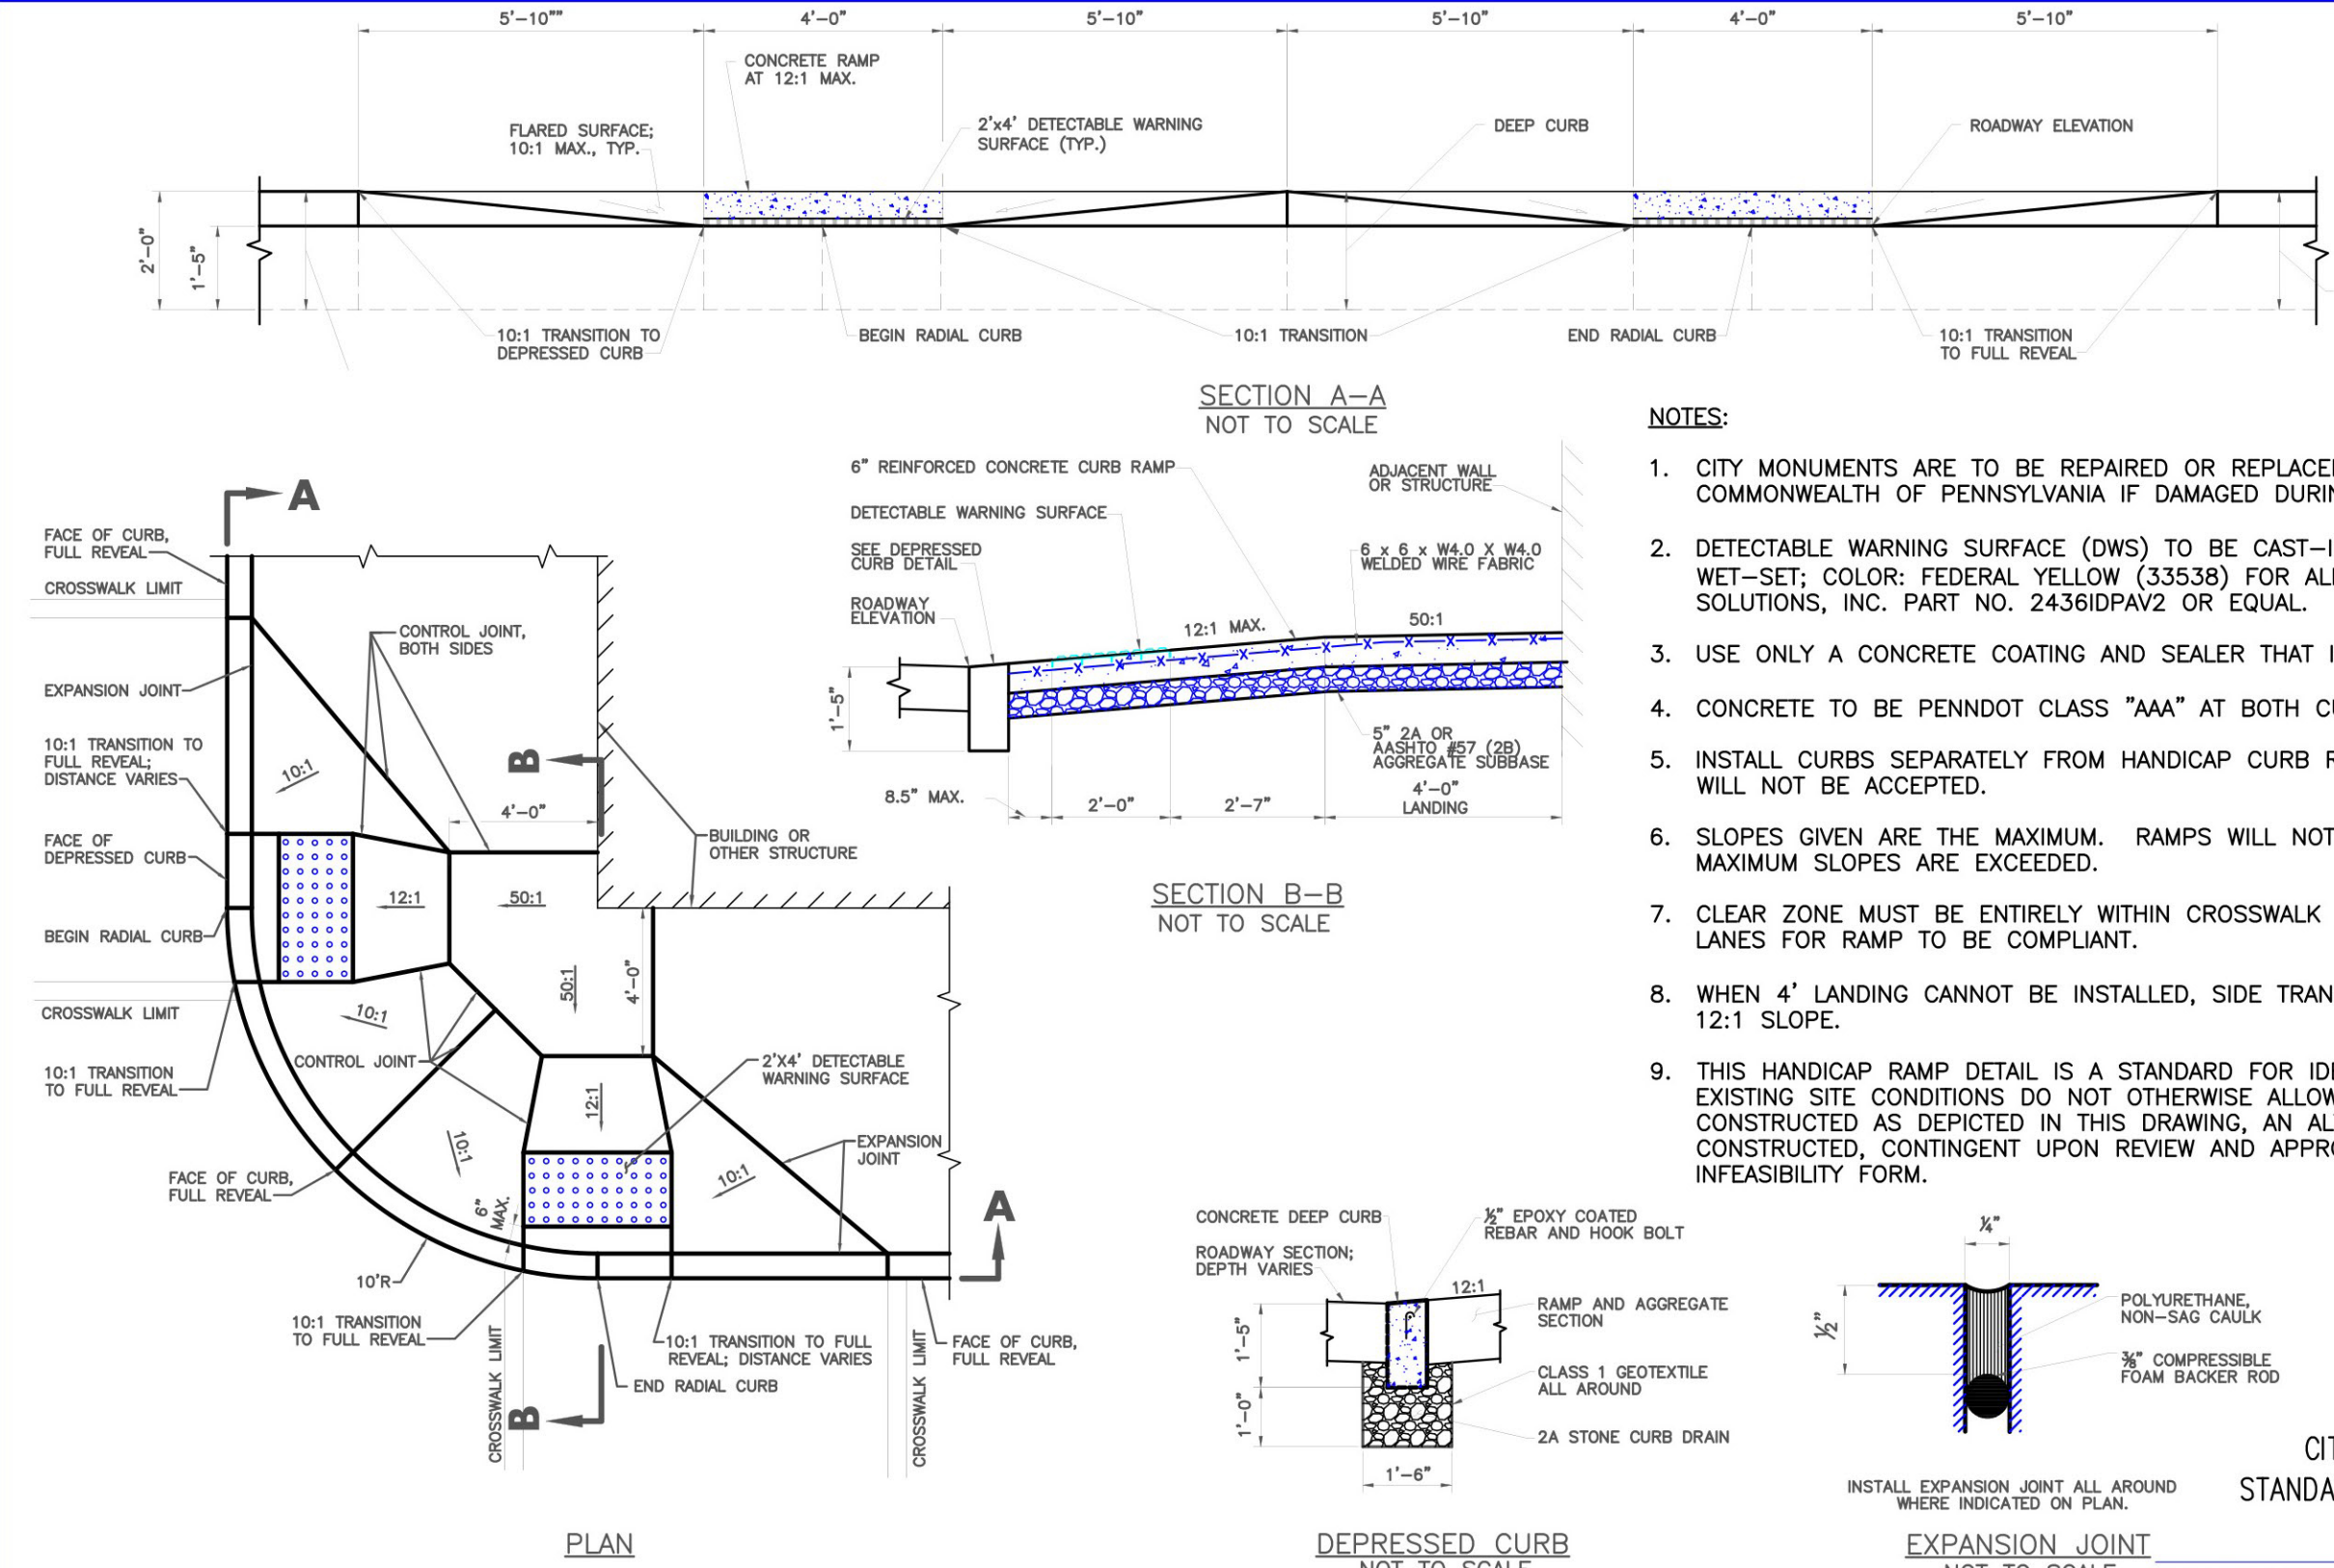 5'-10""
4'-0"
5'-10"
5'-10"
4'-0"
5'-10"
CONCRETE RAMP
AT 12:1 MAX.
FLARED SURFACE;
10:1 MAX., TYP.
2'x4' DETECTABLE WARNING
SURFACE (TYP.)
DEEP CURB
ROADWAY ELEVATION
2'-0"
1'-5"
10:1 TRANSITION TO
DEPRESSED CURB
BEGIN RADIAL CURB
10:1 TRANSITION
END RADIAL CURB
10:1 TRANSITION
TO FULL REVEAL
SECTION A-A
NOT TO SCALE
A
FACE OF CURB,
FULL REVEAL
CROSSWALK LIMIT
CONTROL JOINT,
BOTH SIDES
EXPANSION JOINT
10:1 TRANSITION TO
FULL REVEAL;
DISTANCE VARIES
10:1
B
4'-0"
FACE OF
DEPRESSED CURB
BUILDING OR
OTHER STRUCTURE
12:1
50:1
BEGIN RADIAL CURB
50:1
4'-0"
CROSSWALK LIMIT
10:1
CONTROL JOINT
10:1 TRANSITION
TO FULL REVEAL
2'X4' DETECTABLE
WARNING SURFACE
12:1
10:1
EXPANSION
JOINT
10:1
FACE OF CURB,
FULL REVEAL
6"
MAX.
A
10'R
10:1 TRANSITION
TO FULL REVEAL
CROSSWALK LIMIT
10:1 TRANSITION TO FULL
REVEAL; DISTANCE VARIES
CROSSWALK LIMIT
FACE OF CURB,
FULL REVEAL
END RADIAL CURB
B
PLAN
6" REINFORCED CONCRETE CURB RAMP
ADJACENT WALL
OR STRUCTURE
DETECTABLE WARNING SURFACE
SEE DEPRESSED
CURB DETAIL
6 x 6 x W4.0 X W4.0
WELDED WIRE FABRIC
ROADWAY
ELEVATION
12:1 MAX.
50:1
1'-5"
5" 2A OR
AASHTO #57 (2B)
AGGREGATE SUBBASE
8.5" MAX.
2'-0"
2'-7"
4'-0"
LANDING
SECTION B-B
NOT TO SCALE
NOTES:
1. CITY MONUMENTS ARE TO BE REPAIRED OR REPLACE
COMMONWEALTH OF PENNSYLVANIA IF DAMAGED DURIN
2. DETECTABLE WARNING SURFACE (DWS) TO BE CAST-I
WET-SET; COLOR: FEDERAL YELLOW (33538) FOR AL
SOLUTIONS, INC. PART NO. 2436IDPAV2 OR EQUAL.
3. USE ONLY A CONCRETE COATING AND SEALER THAT I
4. CONCRETE TO BE PENNDOT CLASS "AAA" AT BOTH CU
5. INSTALL CURBS SEPARATELY FROM HANDICAP CURB R
WILL NOT BE ACCEPTED.
6. SLOPES GIVEN ARE THE MAXIMUM. RAMPS WILL NOT
MAXIMUM SLOPES ARE EXCEEDED.
7. CLEAR ZONE MUST BE ENTIRELY WITHIN CROSSWALK
LANES FOR RAMP TO BE COMPLIANT.
8. WHEN 4' LANDING CANNOT BE INSTALLED, SIDE TRAN
12:1 SLOPE.
9. THIS HANDICAP RAMP DETAIL IS A STANDARD FOR IDE
EXISTING SITE CONDITIONS DO NOT OTHERWISE ALLOW
CONSTRUCTED AS DEPICTED IN THIS DRAWING, AN AL
CONSTRUCTED, CONTINGENT UPON REVIEW AND APPRO
INFEASIBILITY FORM.
CONCRETE DEEP CURB
½" EPOXY COATED
REBAR AND HOOK BOLT
ROADWAY SECTION;
DEPTH VARIES
12:1
RAMP AND AGGREGATE
SECTION
1'-5"
CLASS 1 GEOTEXTILE
ALL AROUND
1'-0"
2A STONE CURB DRAIN
1'-6"
DEPRESSED CURB
NOT TO SCALE
¼"
½"
POLYURETHANE,
NON-SAG CAULK
⅜" COMPRESSIBLE
FOAM BACKER ROD
INSTALL EXPANSION JOINT ALL AROUND
WHERE INDICATED ON PLAN.
EXPANSION JOINT
NOT TO SCALE
CIT
STANDA